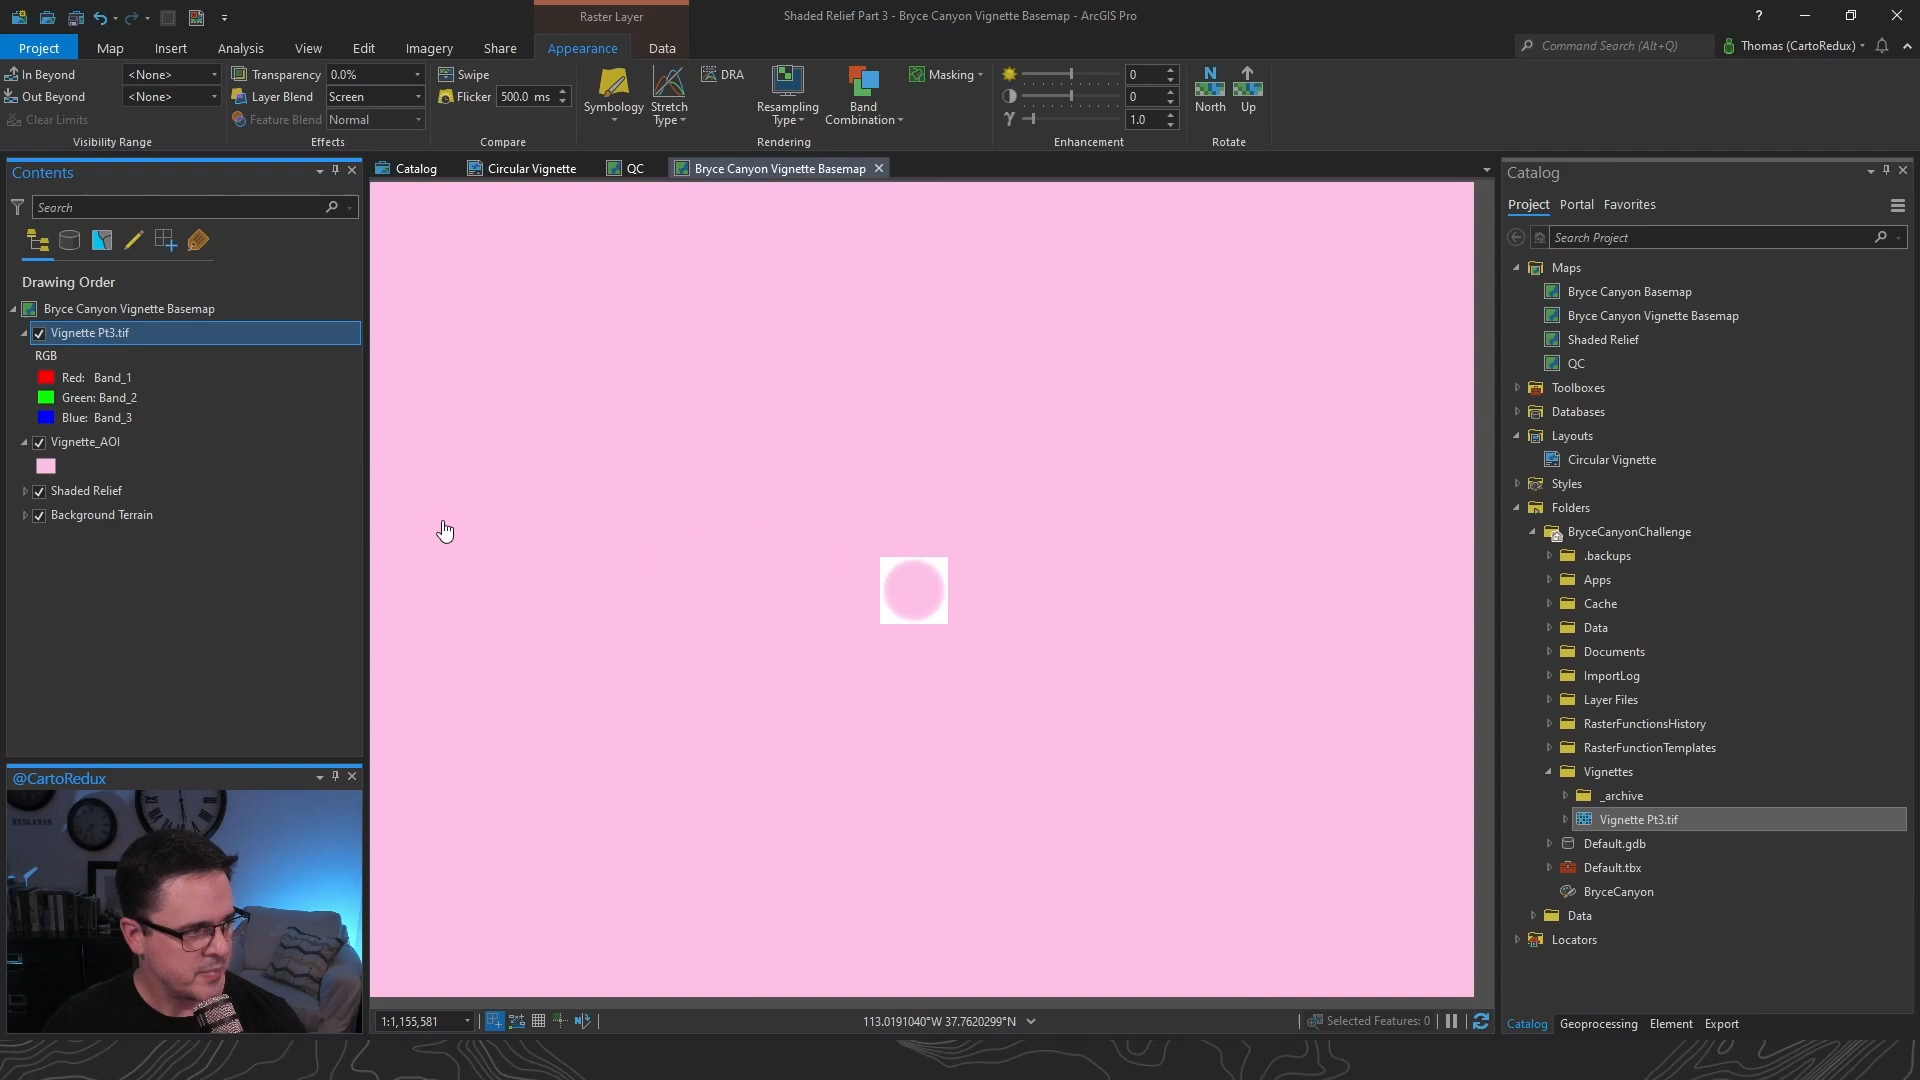 Raster Layer
Shaded Relief Part 3 - Bryce Canyon Vignette Basemap - ArcGIS Pro
?
Project
Map
Insert
Analysis
View
Edit
Imagery
Share
Appearance
Data
Command Search (Alt+Q)
Thomas (CartoRedux)
In Beyond
<None>
Transparency
0.0%
Swipe
Symbology
Stretch
Type
DRA
Resampling
Type
Band
Combination
Masking
0
North
Up
Out Beyond
<None>
Layer Blend
Screen
Flicker
500.0 ms
0
Clear Limits
Feature Blend
Normal
γ
1.0
Visibility Range
Effects
Compare
Rendering
Enhancement
Rotate
Contents
Catalog
Circular Vignette
QC
Bryce Canyon Vignette Basemap
Search
Drawing Order
Bryce Canyon Vignette Basemap
Vignette Pt3.tif
RGB
Red: Band_1
Green: Band_2
Blue: Band_3
Vignette_AOI
Shaded Relief
Background Terrain
@CartoRedux
REDLANDS
1:1,155,581
113.0191040°W 37.7620299°N
Selected Features: 0
Catalog
Project
Portal
Favorites
Search Project
Maps
Bryce Canyon Basemap
Bryce Canyon Vignette Basemap
Shaded Relief
QC
Toolboxes
Databases
Layouts
Circular Vignette
Styles
Folders
BryceCanyonChallenge
.backups
Apps
Cache
Data
Documents
ImportLog
Layer Files
RasterFunctionsHistory
RasterFunctionTemplates
Vignettes
_archive
Vignette Pt3.tif
Default.gdb
Default.tbx
BryceCanyon
Data
Locators
Catalog
Geoprocessing
Element
Export